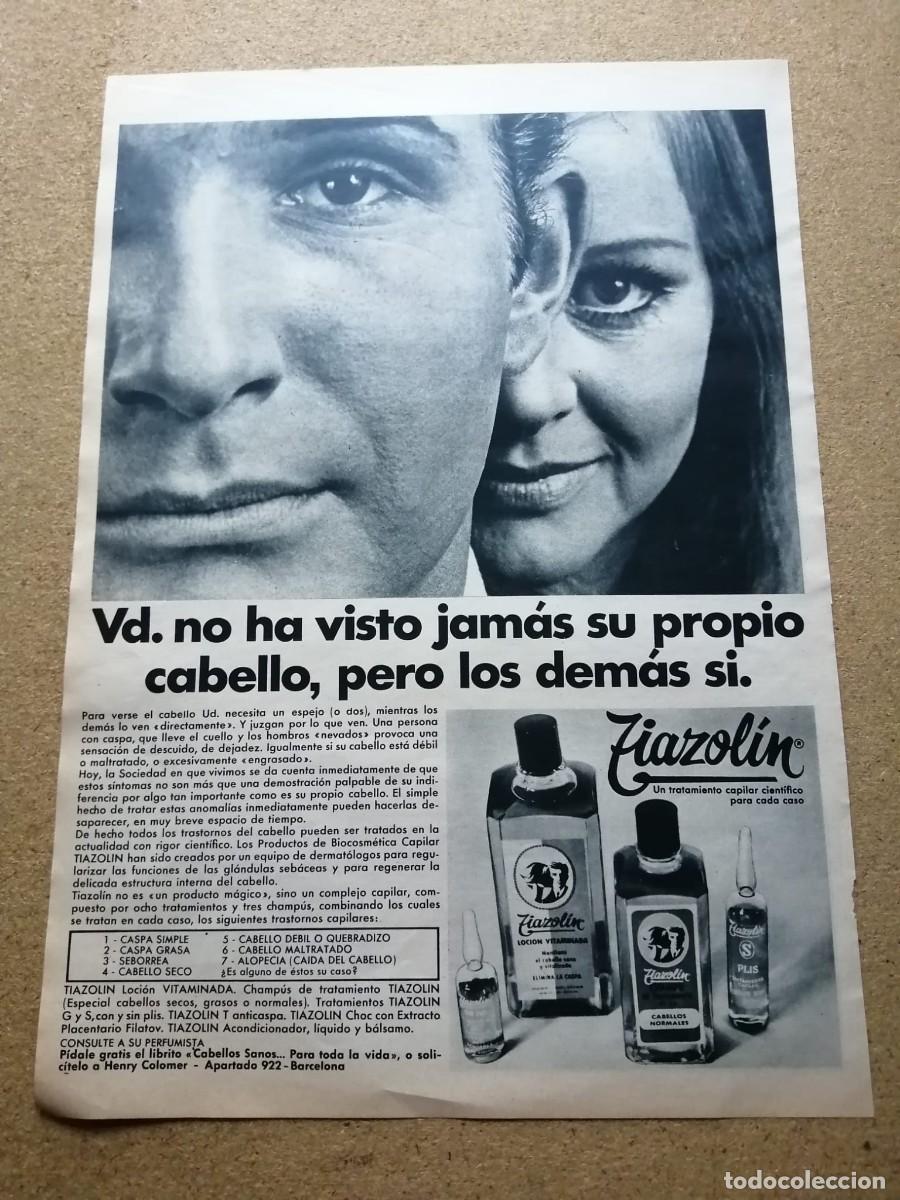 Vd. no ha visto jamás su propio
cabello, pero los demás si.
Para verse el cabello Ud. necesita un espejo (o dos), mientras los
demás lo ven «directamente». Y juzgan por lo que ven. Una persona
con caspa, que lleve el cuello y los hombros «nevados» provoca una
sensación de descuido, de dejadez. Igualmente si su cabello está débil
o maltratado, o excesivamente «engrasado».
Hoy, la Sociedad en que vivimos se da cuenta inmediatamente de que
estos síntomas no son más que una demostración palpable de su indi-
ferencia por algo tan importante como es su propio cabello. El simple
hecho de tratar estas anomalías inmediatamente pueden hacerlas de-
saparecer, en muy breve espacio de tiempo.
De hecho todos los trastornos del cabello pueden ser tratados en la
actualidad con rigor científico. Los Productos de Biocosmética Capilar
TIAZOLIN han sido creados por un equipo de dermatólogos para regu-
larizar las funciones de las glándulas sebáceas y para regenerar la
delicada estructura interna del cabello.
Tiazolín no es «un producto mágico», sino un complejo capilar, com-
puesto por ocho tratamientos y tres champús, combinando los cuales
se tratan en cada caso, los siguientes trastornos capilares:
1 - CASPA SIMPLE
2 - CASPA GRASA
3 - SEBORREA
4 - CABELLO SECO
5 - CABELLO DEBIL O QUEBRADIZO
6 - CABELLO MALTRATADO
7 - ALOPECIA (CAIDA DEL CABELLO)
¿Es alguno de éstos su caso?
TIAZOLIN Loción VITAMINADA. Champús de tratamiento TIAZOLIN
(Especial cabellos secos, grasos o normales). Tratamientos TIAZOLIN
G y S, con y sin plis. TIAZOLIN T anticaspa. TIAZOLIN Choc con Extracto
Placentario Filatov. TIAZOLIN Acondicionador, líquido y bálsamo.
CONSULTE A SU PERFUMISTA
Pídale gratis el librito «Cabellos Sanos... Para toda la vida», o soli-
cítelo a Henry Colomer - Apartado 922 - Barcelona
Tiazolín®
Un tratamiento capilar científico
para cada caso
Tiazolín
LOCION VITAMINADA
Mantiene
el cabello sano
y vitalizado
ELIMINA LA CASPA
Tiazolín
CABELLOS
NORMALES
Tiazolín
S
PLIS
todocoleccion